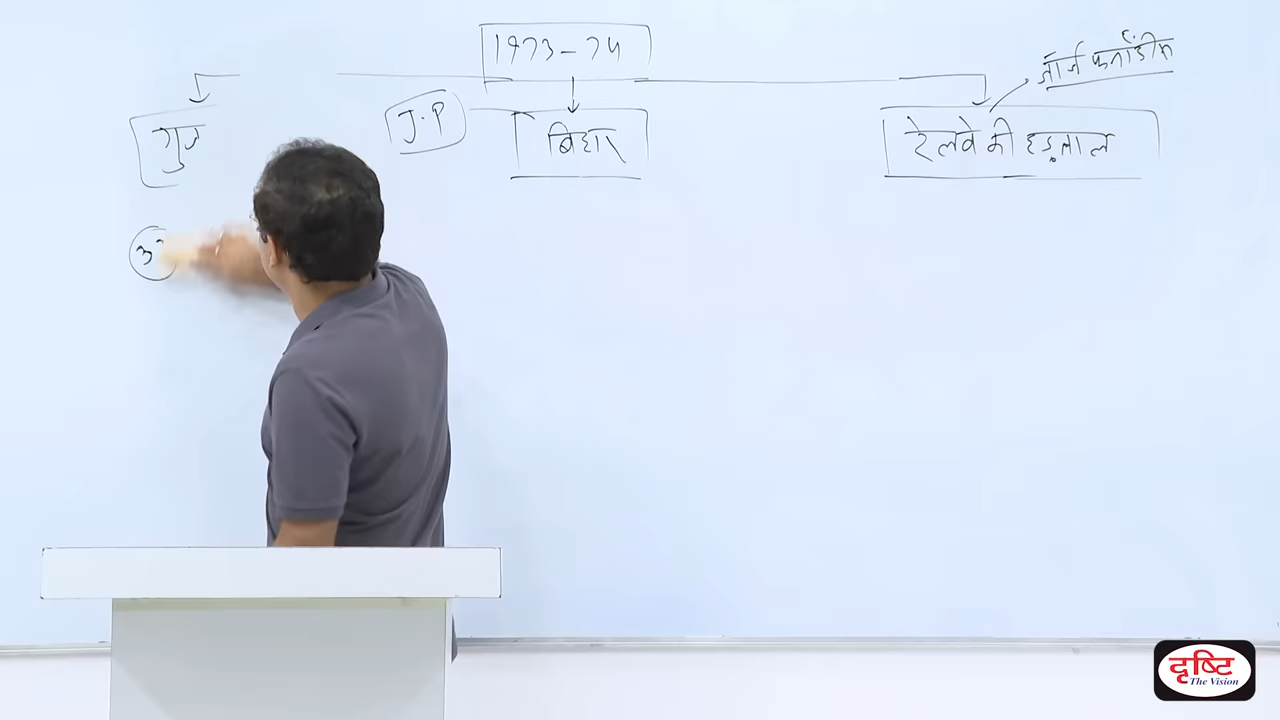 1973-74
जॉर्ज फर्नांडीस
गुज
J.P
बिहार
रेलवे की हड़ताल
दृष्टि
The Vision